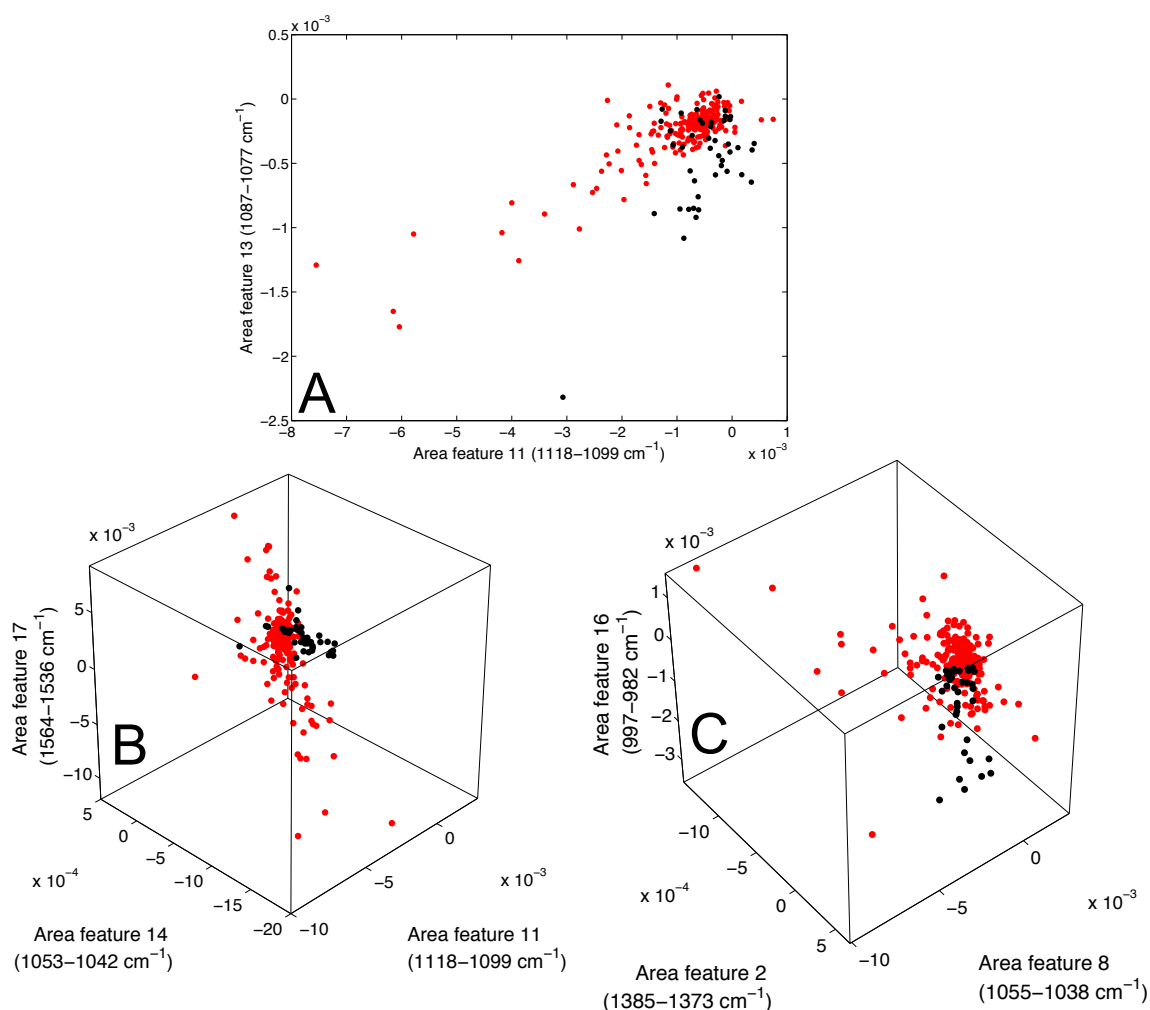 x 10−3
0.5
0
−0.5
−1
−1.5
−2
−2.5
Area feature 13 (1087−1077 cm−1)
A
−8 −7 −6 −5 −4 −3 −2 −1 0 1
Area feature 11 (1118−1099 cm−1)
x 10−3
x 10−3
5
0
−5
−10
Area feature 17
(1564−1536 cm−1)
B
5
0
−5
−10
−15
−20
x 10−4
−10
−5
0
x 10−3
Area feature 14
(1053−1042 cm−1)
Area feature 11
(1118−1099 cm−1)
x 10−3
1
0
−1
−2
−3
Area feature 16
(997−982 cm−1)
C
−10
−5
0
5
x 10−4
−10
−5
0
x 10−3
Area feature 2
(1385−1373 cm−1)
Area feature 8
(1055−1038 cm−1)